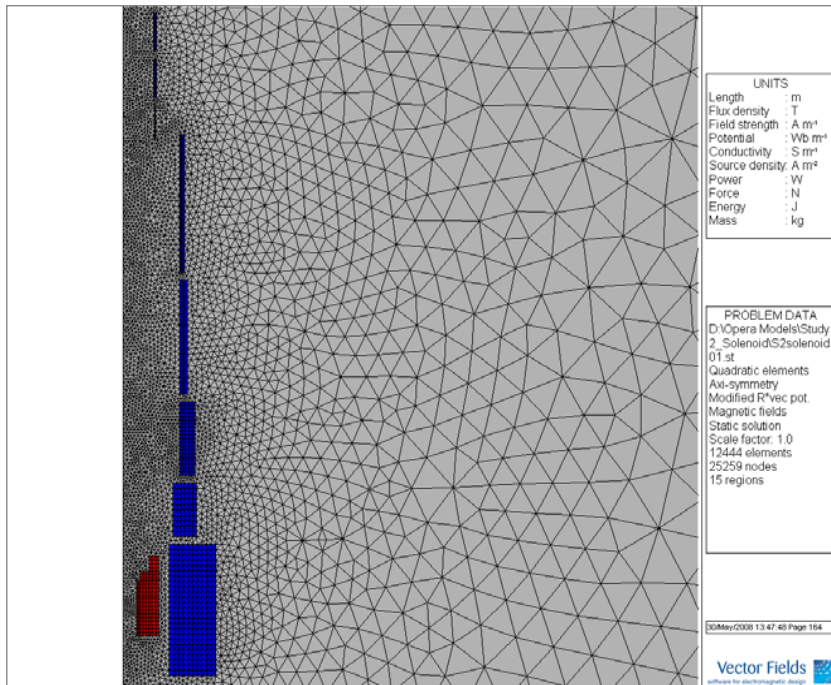 UNITS
Length : m
Flux density : T
Field strength : A m⁻¹
Potential : Wb m⁻¹
Conductivity : S m⁻¹
Source density: A m⁻²
Power : W
Force : N
Energy : J
Mass : kg
PROBLEM DATA
D:\Opera Models\Study
2_Solenoid\S2solenoid
01.st
Quadratic elements
Axi-symmetry
Modified R*vec pot.
Magnetic fields
Static solution
Scale factor: 1.0
12444 elements
25259 nodes
15 regions
30/May/2008 13:47:48 Page 164
Vector Fields
software for electromagnetic design